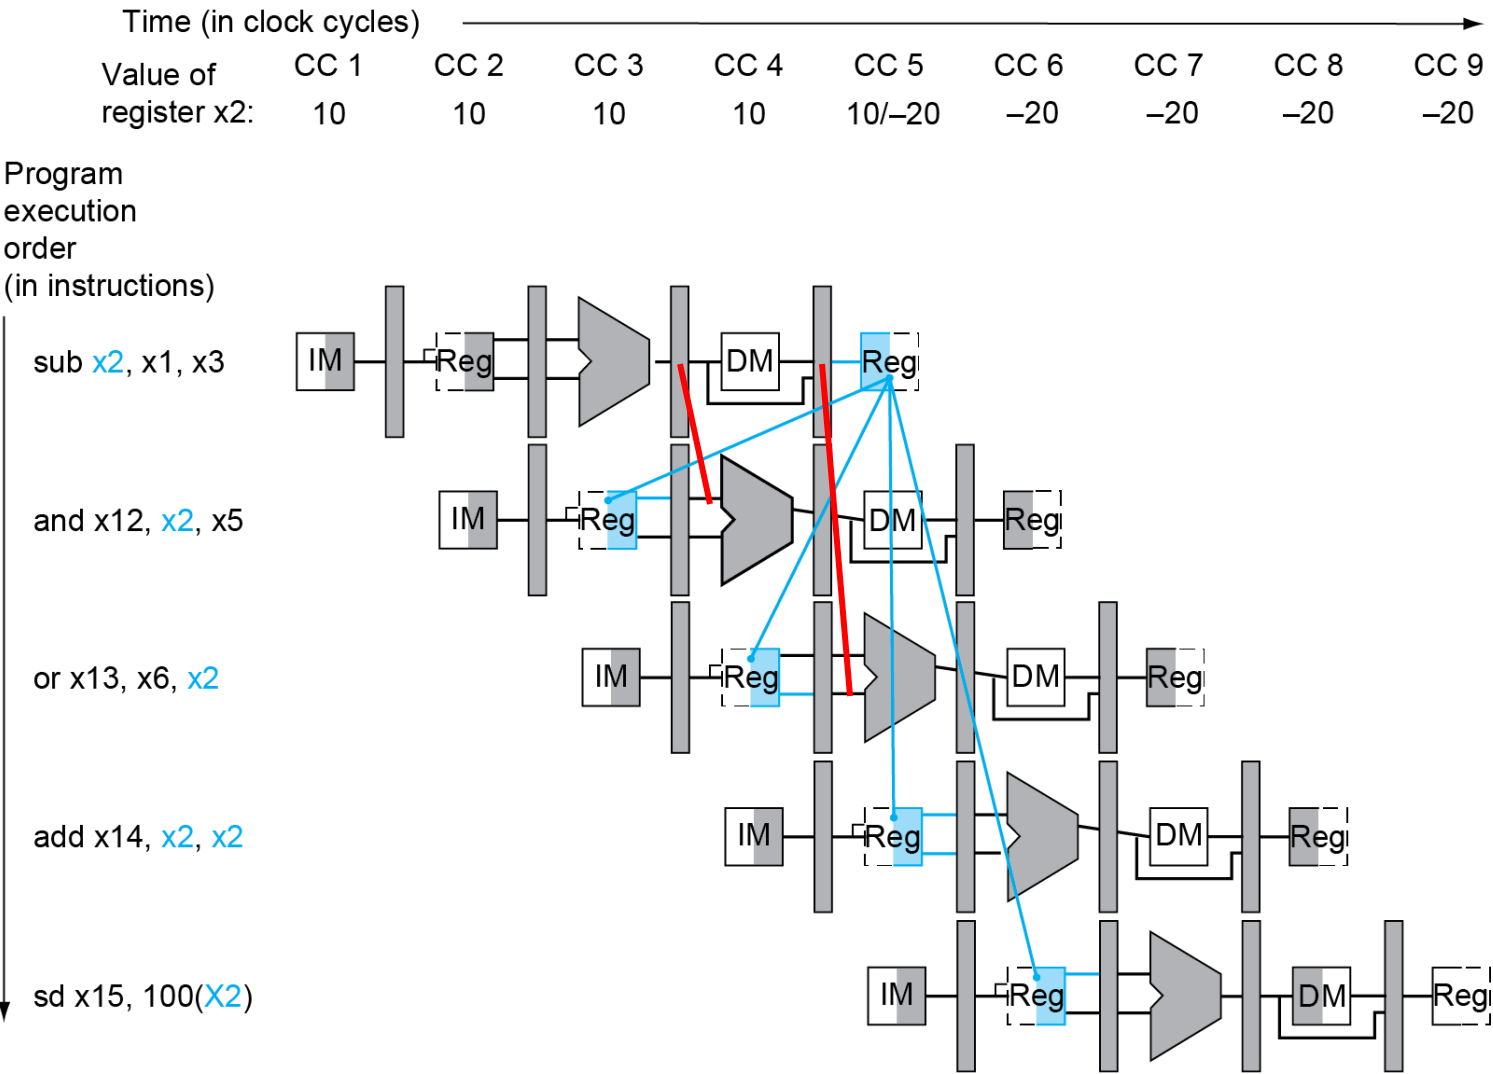 Time (in clock cycles)
Value of register x2:
CC 1 CC 2 CC 3 CC 4 CC 5 CC 6 CC 7 CC 8 CC 9
10 10 10 10 10/–20 –20 –20 –20 –20
Program
execution
order
(in instructions)
sub x2, x1, x3
IM Reg DM Reg
and x12, x2, x5
IM Reg DM Reg
or x13, x6, x2
IM Reg DM Reg
add x14, x2, x2
IM Reg DM Reg
sd x15, 100(X2)
IM Reg DM Reg